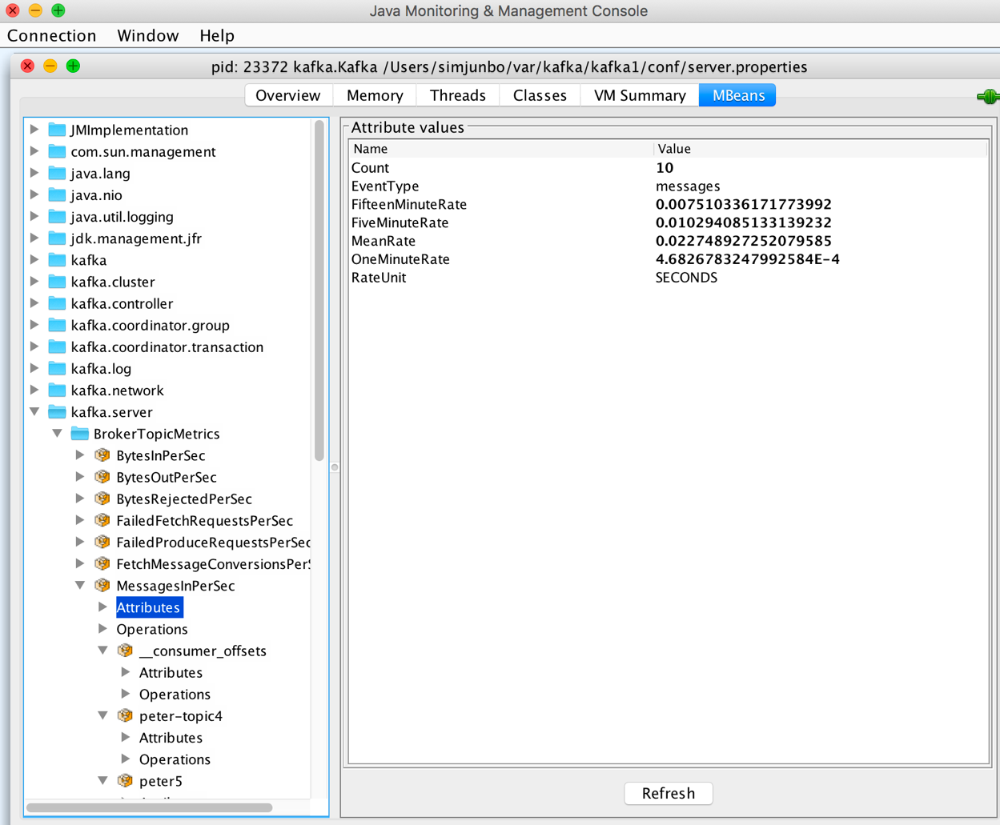 Java Monitoring & Management Console
Connection Window Help
pid: 23372 kafka.Kafka /Users/simjunbo/var/kafka/kafka1/conf/server.properties
Overview Memory Threads Classes VM Summary MBeans
JMImplementation
com.sun.management
java.lang
java.nio
java.util.logging
jdk.management.jfr
kafka
kafka.cluster
kafka.controller
kafka.coordinator.group
kafka.coordinator.transaction
kafka.log
kafka.network
kafka.server
BrokerTopicMetrics
BytesInPerSec
BytesOutPerSec
BytesRejectedPerSec
FailedFetchRequestsPerSec
FailedProduceRequestsPerSec
FetchMessageConversionsPerS
MessagesInPerSec
Attributes
Operations
__consumer_offsets
Attributes
Operations
peter-topic4
Attributes
Operations
peter5
Attribute values
Name Value
Count 10
EventType messages
FifteenMinuteRate 0.007510336171773992
FiveMinuteRate 0.010294085133139232
MeanRate 0.022748927252079585
OneMinuteRate 4.6826783247992584E-4
RateUnit SECONDS
Refresh